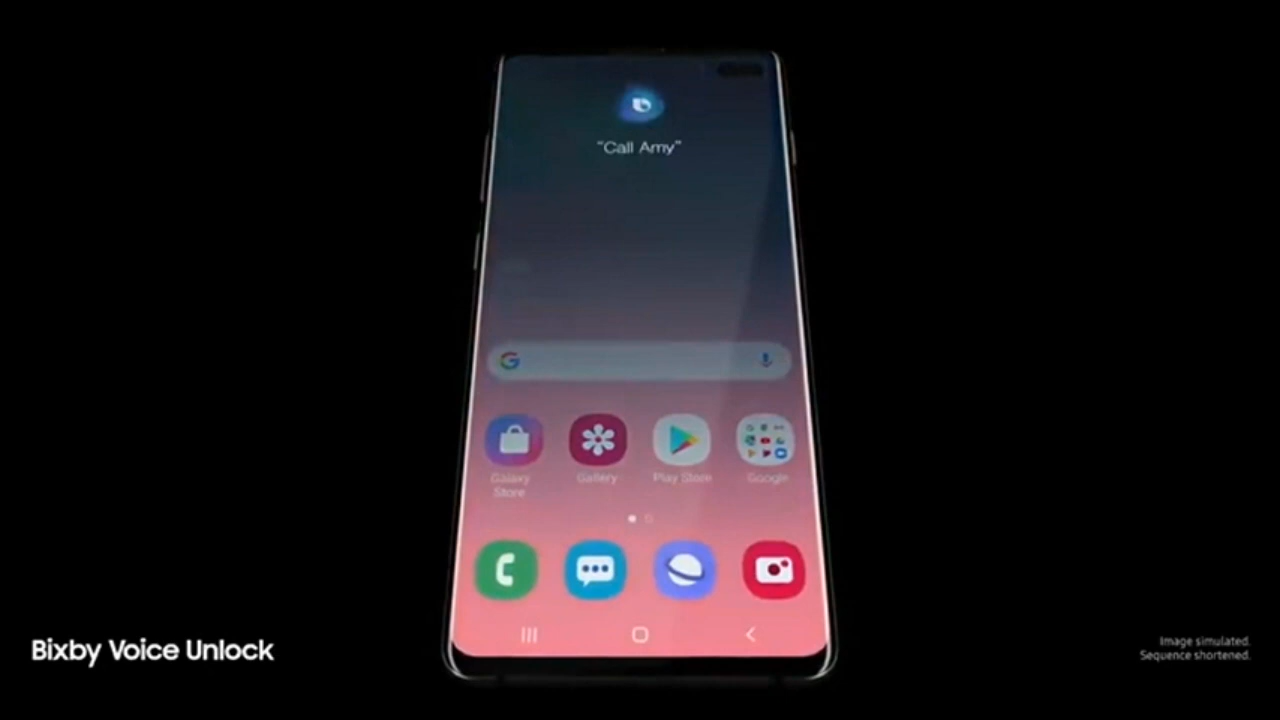 “Call Amy”
Galaxy
Store
Gallery
Play Store
Google
Bixby Voice Unlock
Image simulated.
Sequence shortened.